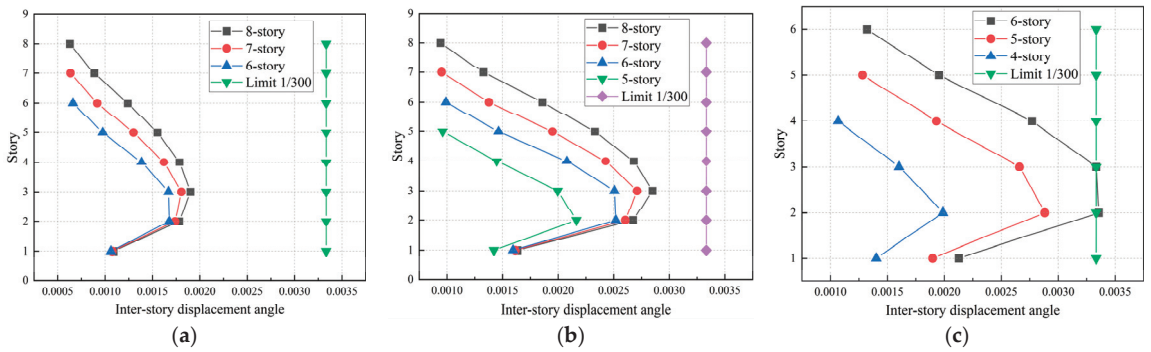 9
8
7
6
5
4
3
2
1
0
Story
8-story
7-story
6-story
Limit 1/300
0.0005 0.0010 0.0015 0.0020 0.0025 0.0030 0.0035
Inter-story displacement angle
(a)
9
8
7
6
5
4
3
2
1
0
Story
8-story
7-story
6-story
5-story
Limit 1/300
0.0010 0.0015 0.0020 0.0025 0.0030 0.0035
Inter-story displacement angle
(b)
6
5
4
3
2
1
Story
6-story
5-story
4-story
Limit 1/300
0.0010 0.0015 0.0020 0.0025 0.0030 0.0035
Inter-story displacement angle
(c)